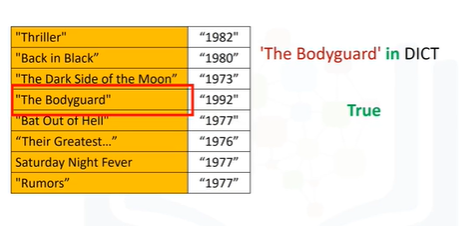 "Thriller" “1982"
"Back in Black" “1980”
"The Dark Side of the Moon” “1973”
"The Bodyguard" “1992"
"Bat Out of Hell" “1977"
“Their Greatest...” “1976”
Saturday Night Fever “1977”
"Rumors” “1977”
'The Bodyguard' in DICT
True